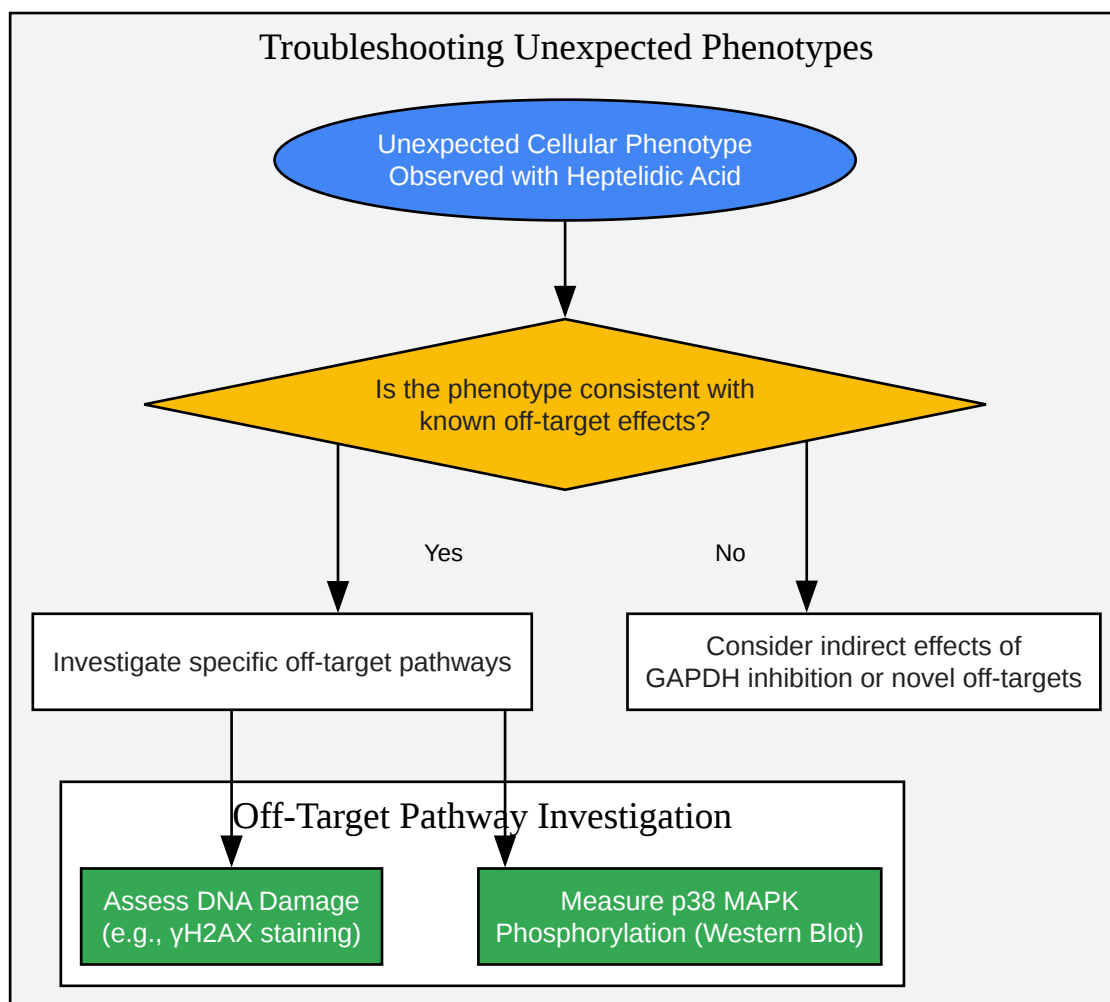 Troubleshooting Unexpected Phenotypes
Unexpected Cellular Phenotype
Observed with Heptelidic Acid
Is the phenotype consistent with
known off-target effects?
Yes
No
Investigate specific off-target pathways
Consider indirect effects of
GAPDH inhibition or novel off-targets
Off-Target Pathway Investigation
Assess DNA Damage
(e.g., γH2AX staining)
Measure p38 MAPK
Phosphorylation (Western Blot)